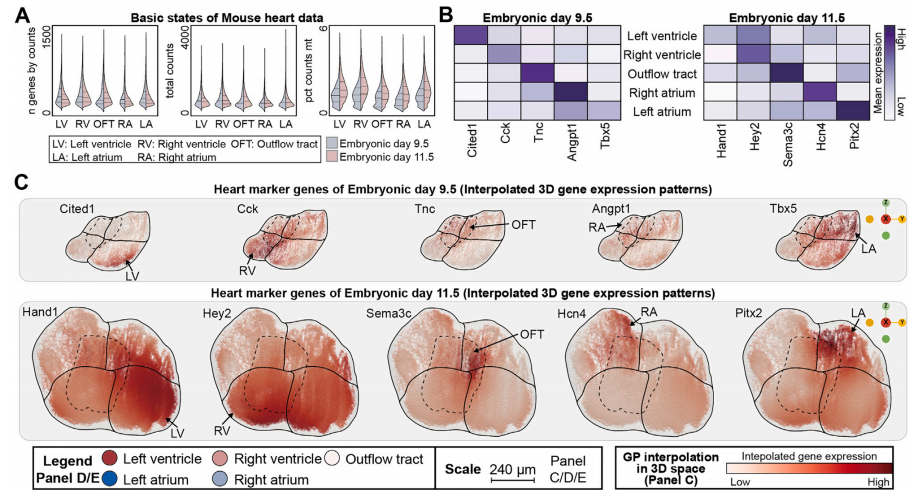 A
Basic states of Mouse heart data
n genes by counts
1500
0
total counts
4000
0
pct counts mt
6
0
LV RV OFT RA LA
LV RV OFT RA LA
LV RV OFT RA LA
LV: Left ventricle RV: Right ventricle OFT: Outflow tract
LA: Left atrium RA: Right atrium
Embryonic day 9.5
Embryonic day 11.5
B
Embryonic day 9.5
Embryonic day 11.5
Left ventricle
Right ventricle
Outflow tract
Right atrium
Left atrium
Cited1
Cck
Tnc
Angpt1
Tbx5
Hand1
Hey2
Sema3c
Hcn4
Pitx2
Mean expression
High
Low
C
Heart marker genes of Embryonic day 9.5 (Interpolated 3D gene expression patterns)
Cited1
LV
Cck
RV
Tnc
OFT
Angpt1
RA
Tbx5
LA
Z
X
Y
Heart marker genes of Embryonic day 11.5 (Interpolated 3D gene expression patterns)
Hand1
LV
Hey2
RV
Sema3c
OFT
Hcn4
RA
Pitx2
LA
Z
X
Y
Legend
Panel D/E
Left ventricle
Right ventricle
Outflow tract
Left atrium
Right atrium
Scale
240 μm
Panel
C/D/E
GP interpolation
in 3D space
(Panel C)
Interpolated gene expression
Low
High